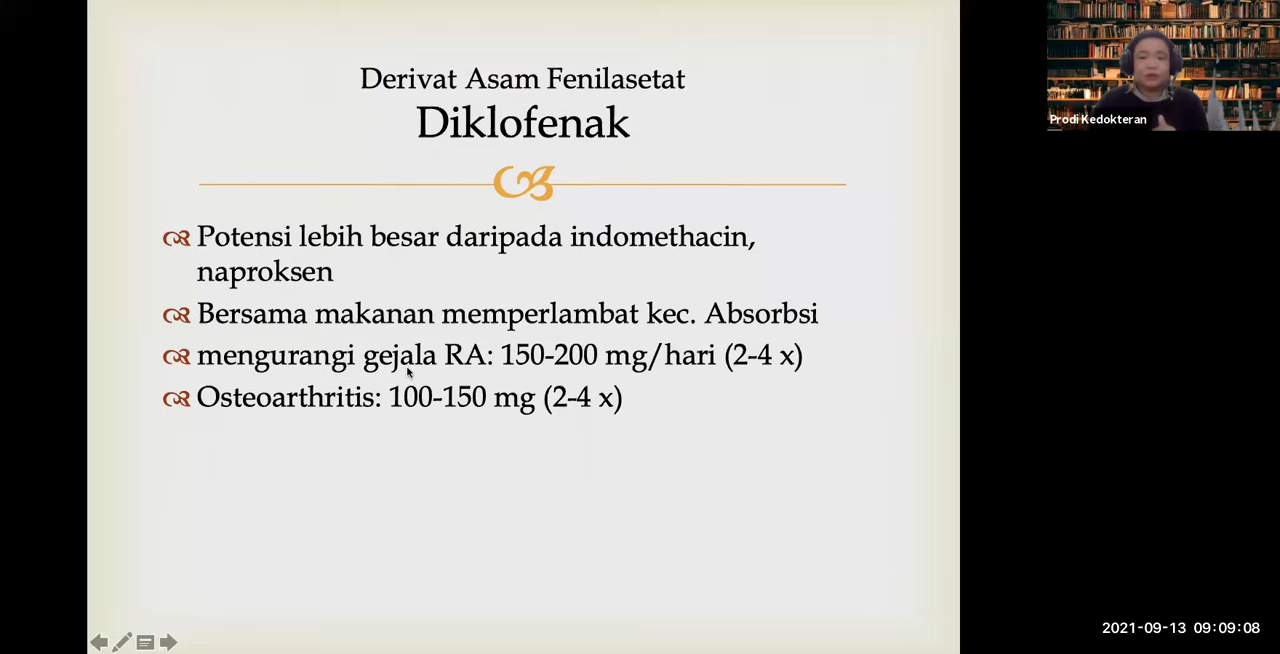 Derivat Asam Fenilasetat
Diklofenak
Potensi lebih besar daripada indomethacin,
naproksen
Bersama makanan memperlambat kec. Absorbsi
mengurangi gejala RA: 150-200 mg/hari (2-4 x)
Osteoarthritis: 100-150 mg (2-4 x)
Prodi Kedokteran
2021-09-13 09:09:08